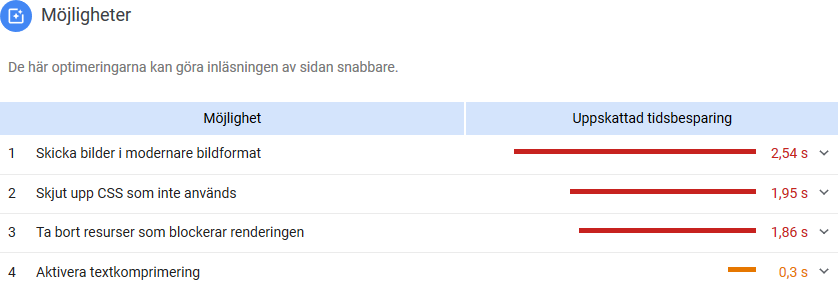 Möjligheter
De här optimeringarna kan göra inläsningen av sidan snabbare.
Möjlighet Uppskattad tidsbesparing
1 Skicka bilder i modernare bildformat 2,54 s
2 Skjut upp CSS som inte används 1,95 s
3 Ta bort resurser som blockerar renderingen 1,86 s
4 Aktivera textkomprimering 0,3 s